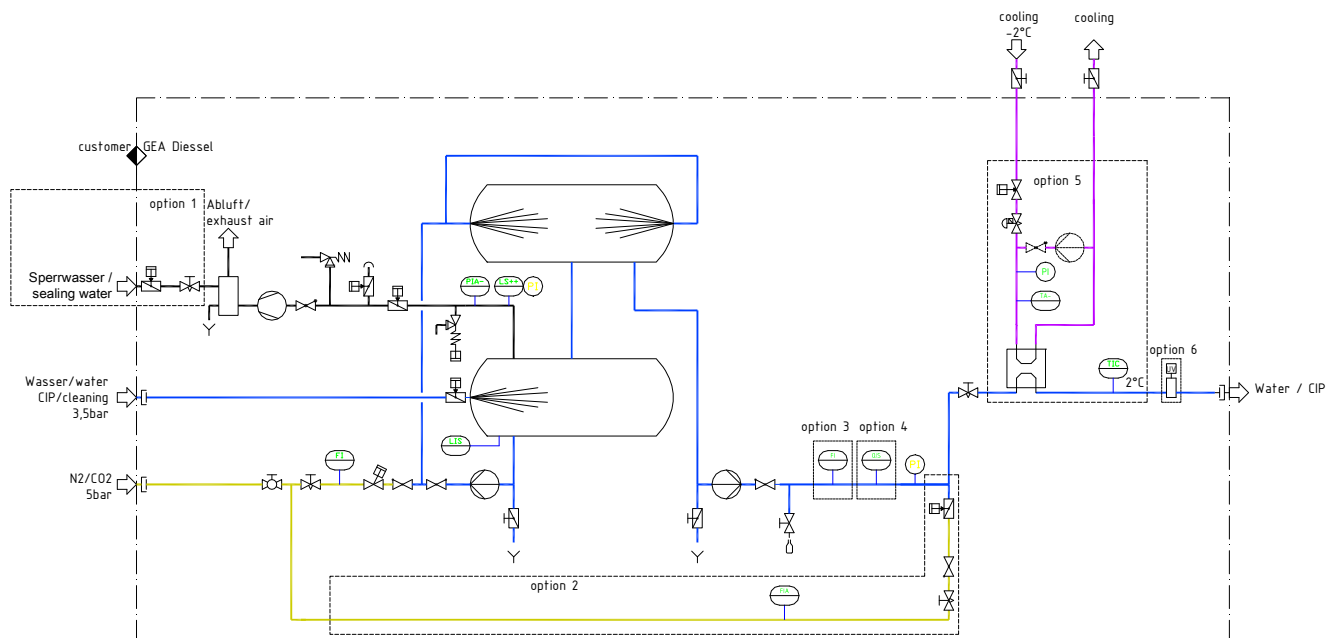 cooling
-2°C
cooling
customer
GEA Diessel
option 1
Abluft/
exhaust air
option 5
Sperrwasser /
sealing water
PIA-
LS++
PI
PI
TA-
Wasser/water
CIP/cleaning
3,5bar
option 6
UV
TIC
2°C
Water / CIP
LIS
option 3
option 4
N2/CO2
5bar
FI
FI
PI
option 2
FIA